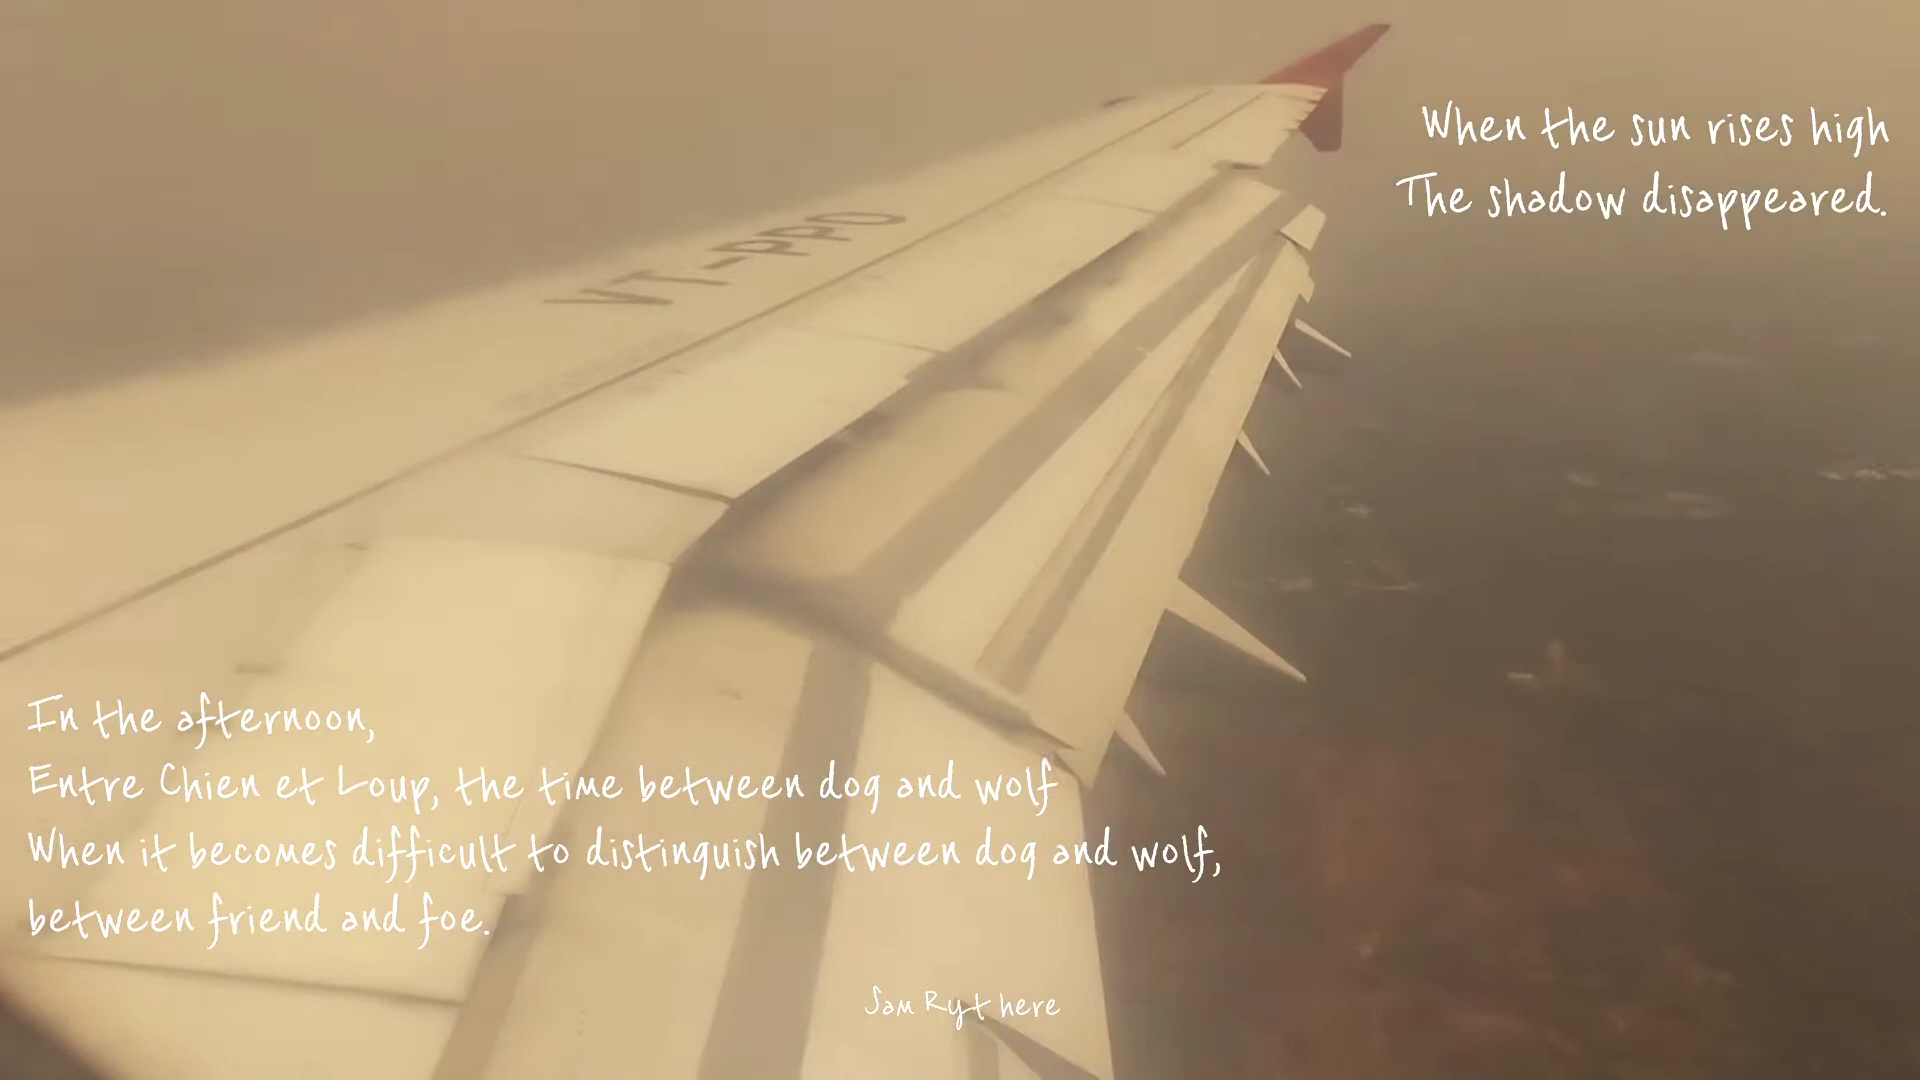 When the sun rises high
The shadow disappeared.
VT-PPO
In the afternoon,
Entre Chien et Loup, the time between dog and wolf
When it becomes difficult to distinguish between dog and wolf,
between friend and foe.
Sam Ryt here